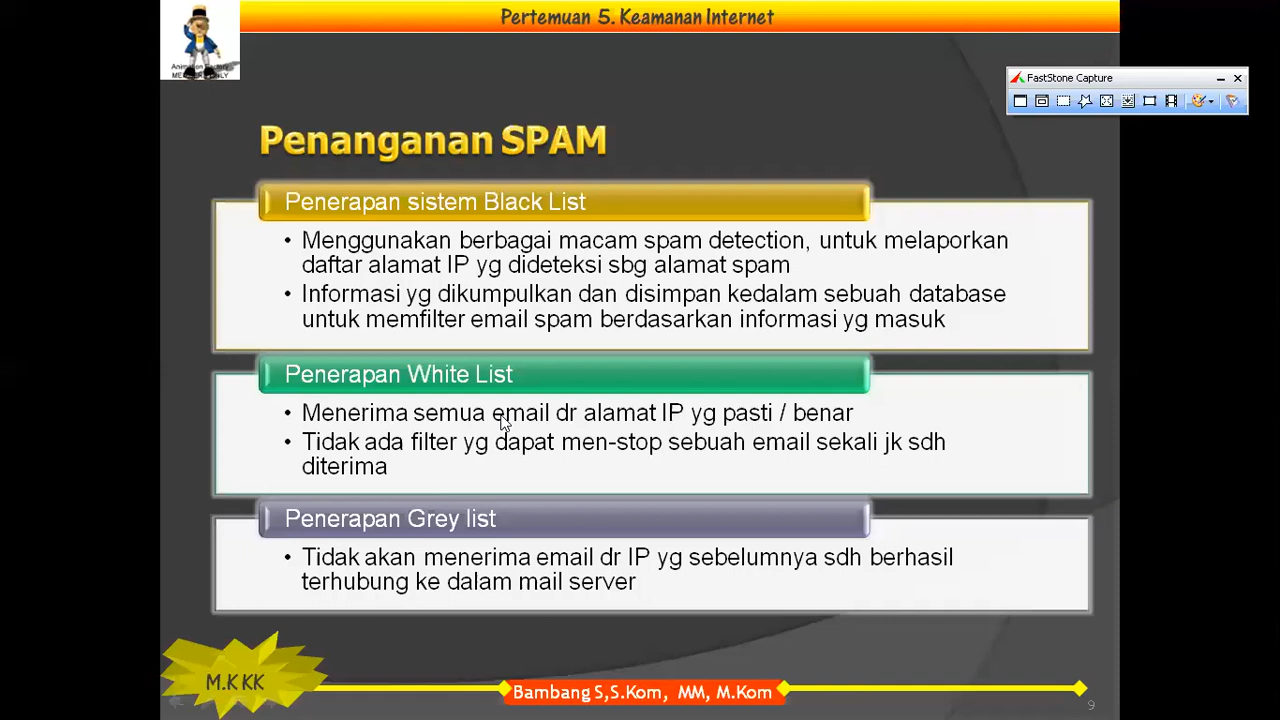 Pertemuan 5. Keamanan Internet
FastStone Capture
Penanganan SPAM
Penerapan sistem Black List
• Menggunakan berbagai macam spam detection, untuk melaporkan
daftar alamat IP yg dideteksi sbg alamat spam
• Informasi yg dikumpulkan dan disimpan kedalam sebuah database
untuk memfilter email spam berdasarkan informasi yg masuk
Penerapan White List
• Menerima semua email dr alamat IP yg pasti / benar
• Tidak ada filter yg dapat men-stop sebuah email sekali jk sdh
diterima
Penerapan Grey list
• Tidak akan menerima email dr IP yg sebelumnya sdh berhasil
terhubung ke dalam mail server
M.K KK
Bambang S,S.Kom, MM, M.Kom
9